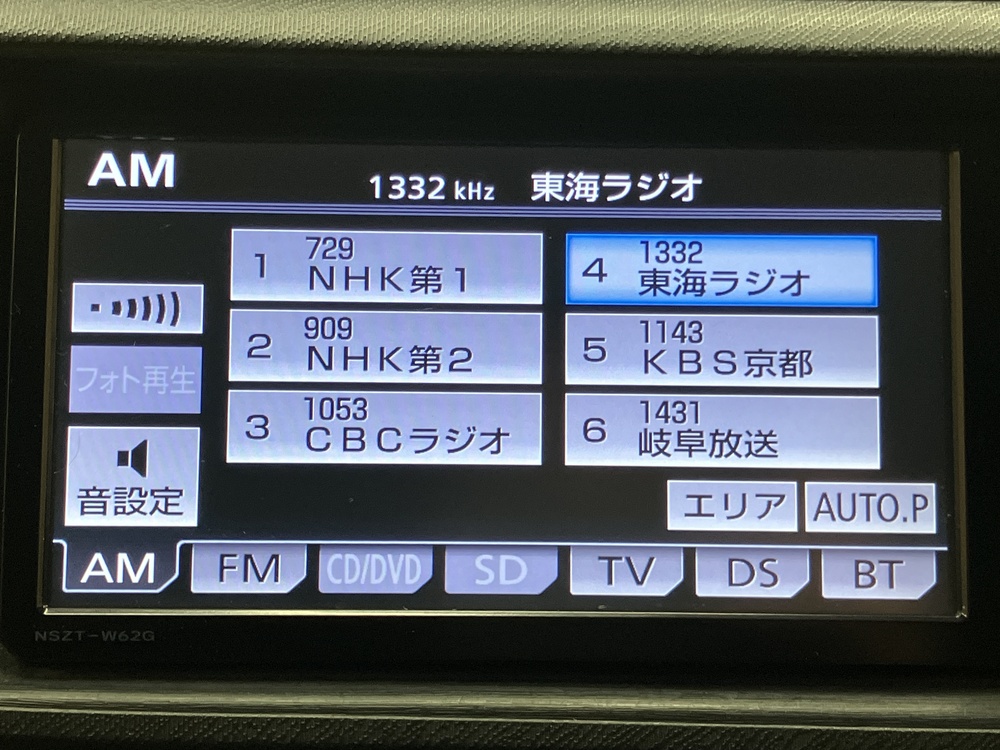 AM
1332 kHz 東海ラジオ
1 729
NHK第1
4 1332
東海ラジオ
2 909
NHK第2
5 1143
KBS京都
3 1053
CBCラジオ
6 1431
岐阜放送
フォト再生
音設定
エリア AUTO.P
AM FM CD/DVD SD TV DS BT
NSZT-W62G